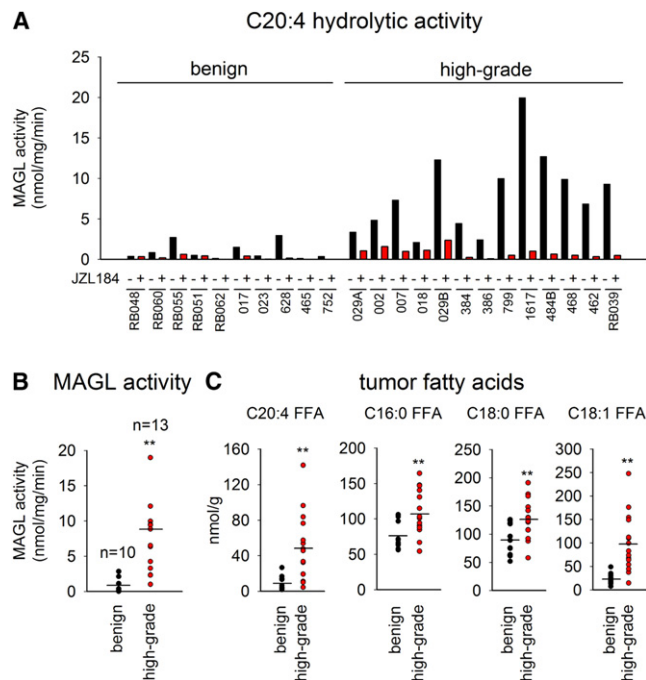 A
C20:4 hydrolytic activity
benign
high-grade
MAGL activity
(nmol/mg/min)
25
20
15
10
5
0
JZL184 - + - + - + - + - + - + - + - + - + - + - + - + - + - + - + - + - + - + - + - + - + - + - +
RB048 RB060 RB055 RB051 RB062 017 023 628 465 752 029A 002 007 018 029B 384 386 799 1617 484B 468 462 RB039
B
MAGL activity
MAGL activity
(nmol/mg/min)
20
15
10
5
0
n=10
n=13
**
benign
high-grade
C
tumor fatty acids
C20:4 FFA
nmol/g
160
120
80
40
0
**
benign
high-grade
C16:0 FFA
200
150
100
50
0
**
benign
high-grade
C18:0 FFA
250
200
150
100
50
0
**
benign
high-grade
C18:1 FFA
300
250
200
150
100
50
0
**
benign
high-grade